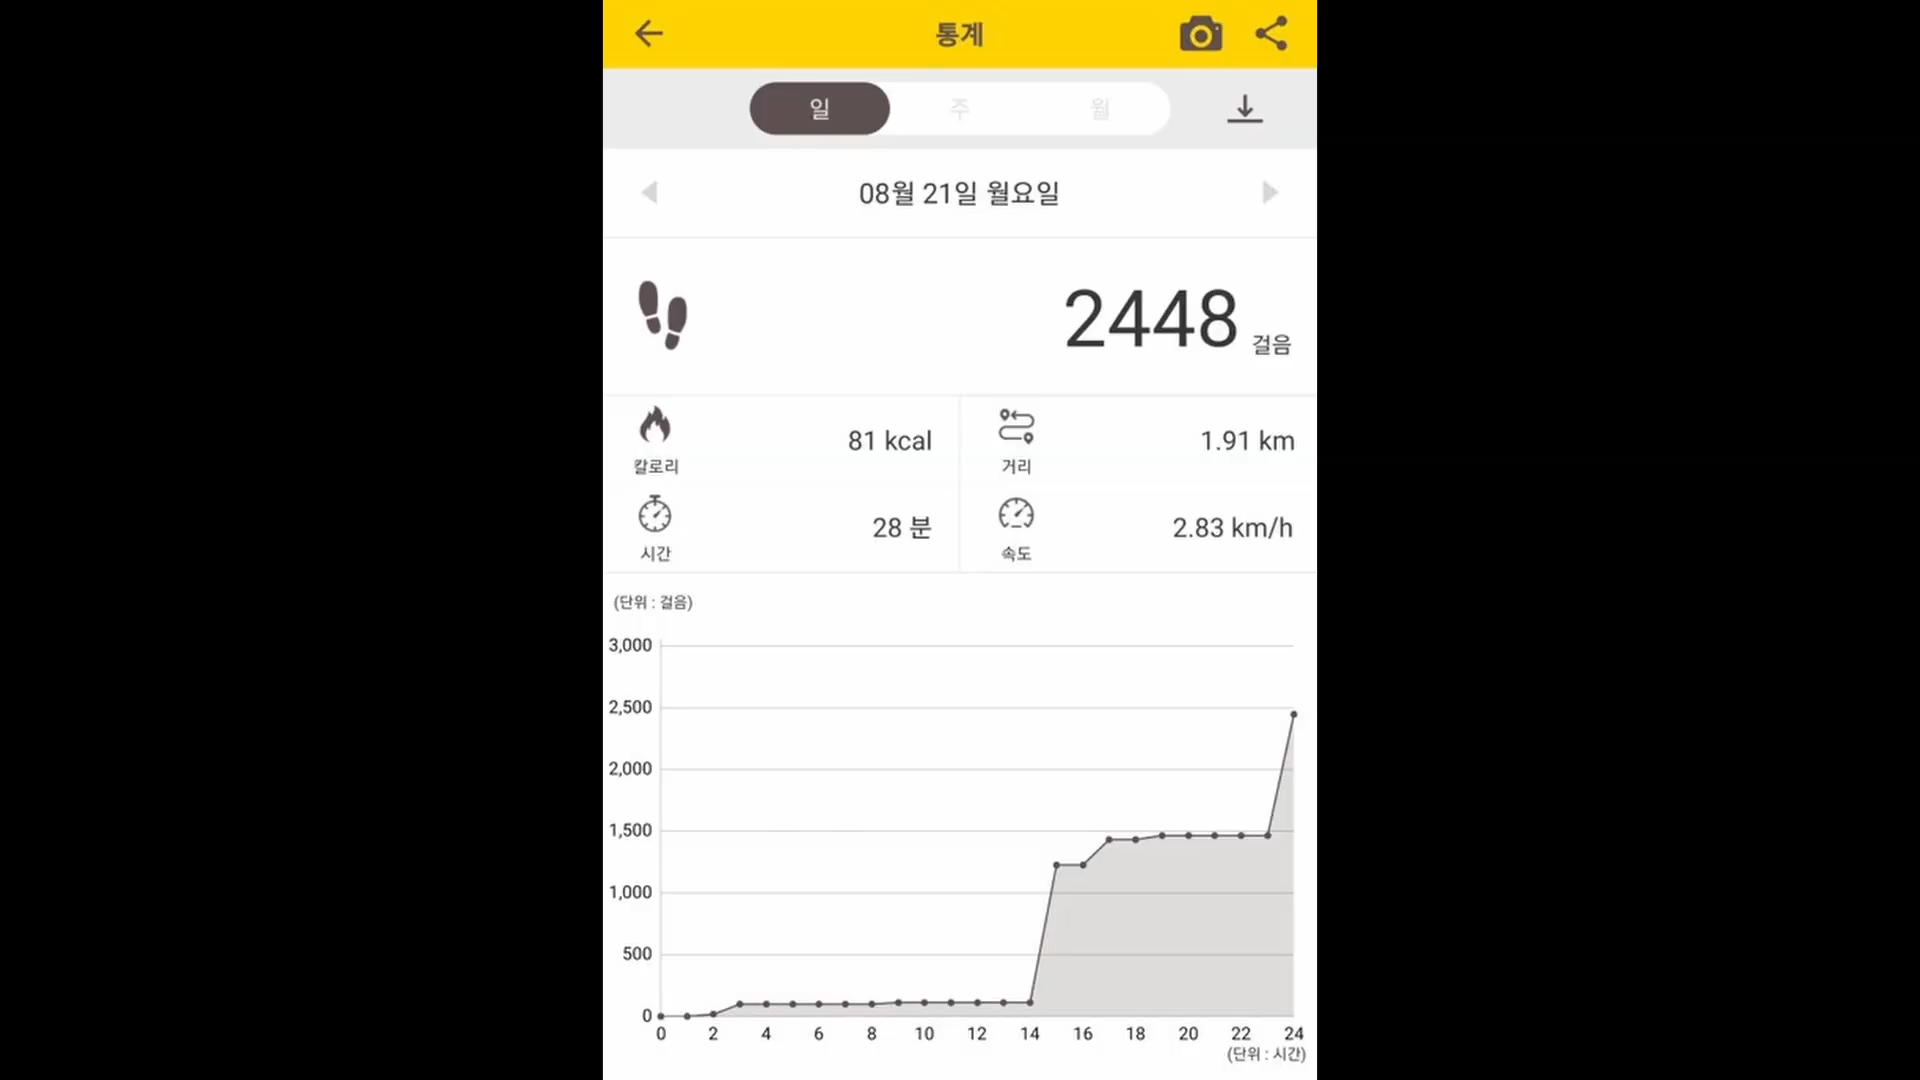 통계
일 주 월
08월 21일 월요일
2448 걸음
81 kcal 1.91 km
칼로리 거리
28 분 2.83 km/h
시간 속도
(단위 : 걸음)
3,000
2,500
2,000
1,500
1,000
500
0
0 2 4 6 8 10 12 14 16 18 20 22 24
(단위 : 시간)